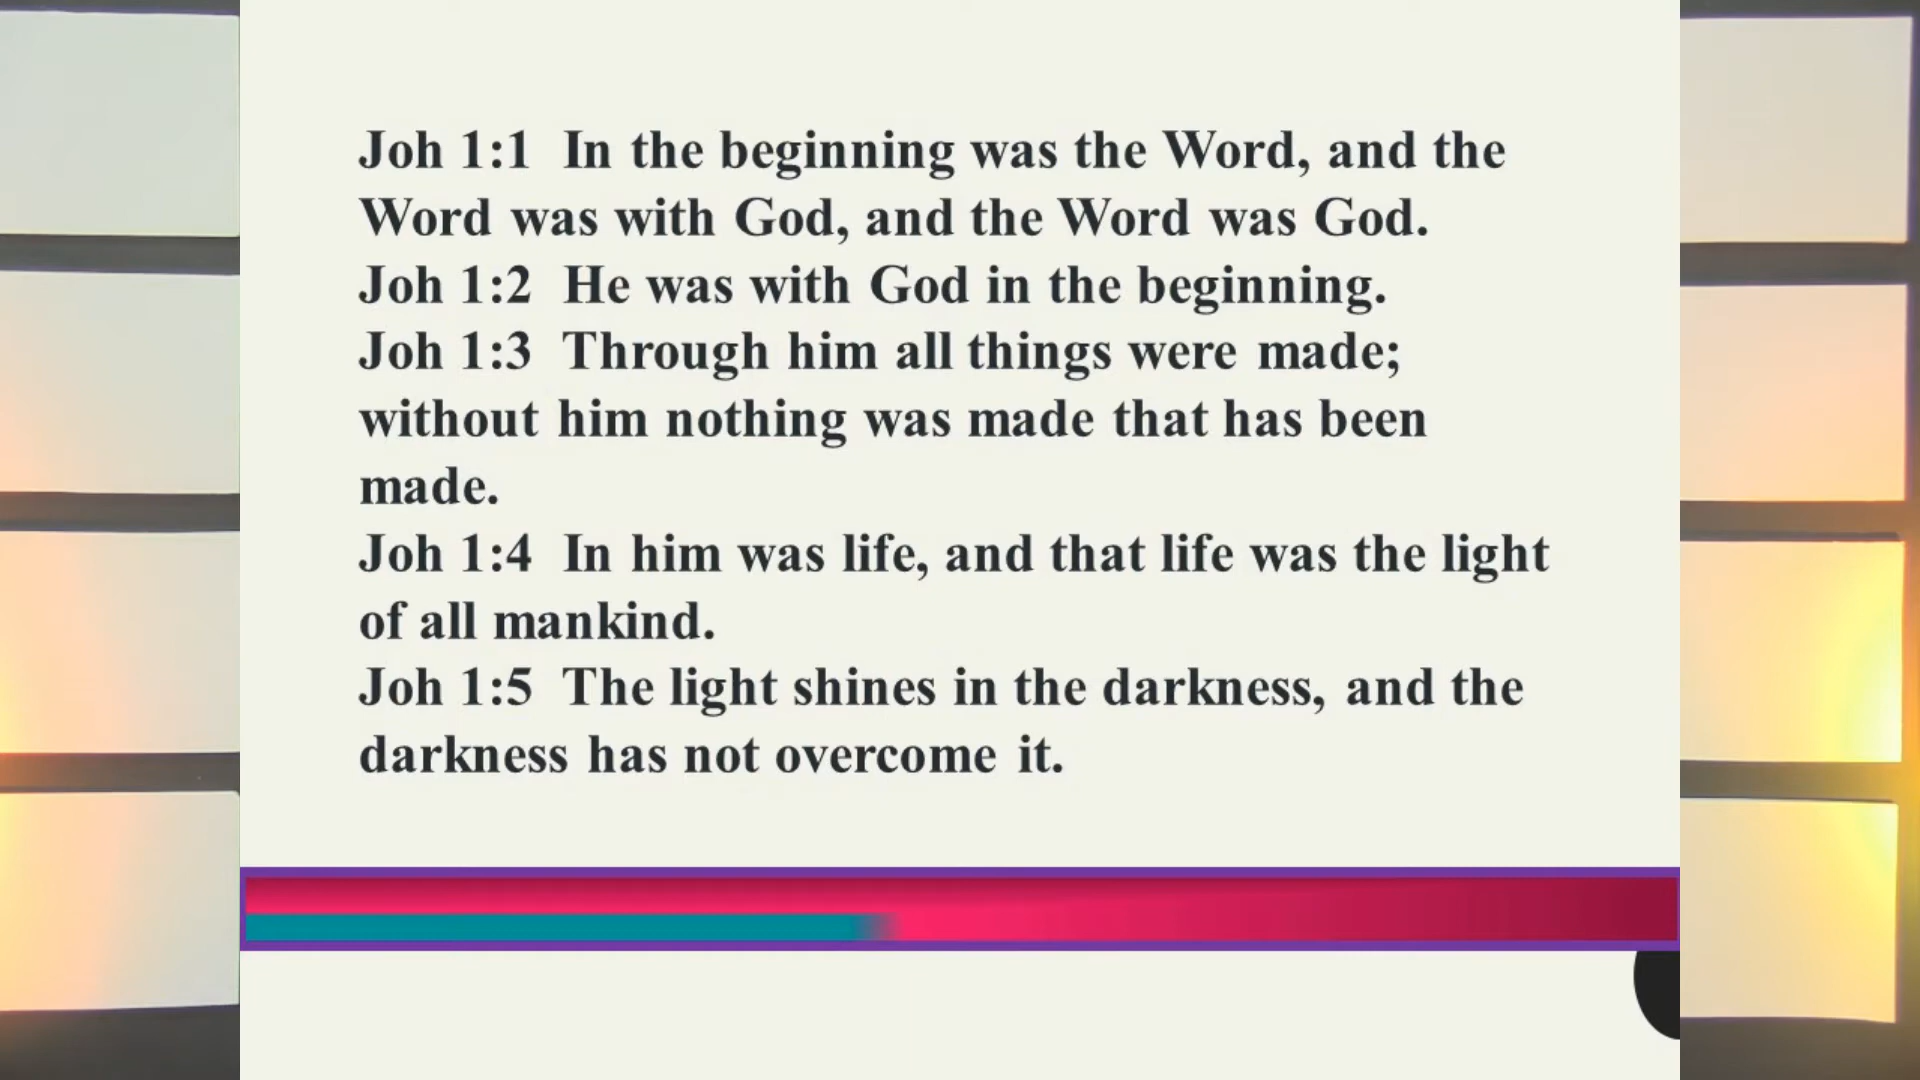 Joh 1:1  In the beginning was the Word, and the
Word was with God, and the Word was God.
Joh 1:2  He was with God in the beginning.
Joh 1:3  Through him all things were made;
without him nothing was made that has been
made.
Joh 1:4  In him was life, and that life was the light
of all mankind.
Joh 1:5  The light shines in the darkness, and the
darkness has not overcome it.